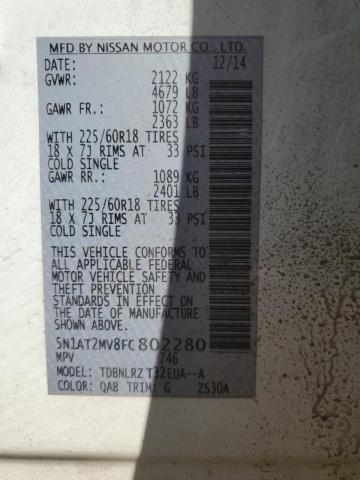 MFD BY NISSAN MOTOR CO., LTD.
DATE: 12/14
GVWR: 2122 KG
4679 LB
GAWR FR.: 1072 KG
2363 LB
WITH 225/60R18 TIRES
18 X 7J RIMS AT 33 PSI
COLD SINGLE
GAWR RR.: 1089 KG
2401 LB
WITH 225/60R18 TIRES
18 X 7J RIMS AT 33 PSI
COLD SINGLE
THIS VEHICLE CONFORMS TO
ALL APPLICABLE FEDERAL
MOTOR VEHICLE SAFETY AND
THEFT PREVENTION
STANDARDS IN EFFECT ON
THE DATE OF MANUFACTURE
SHOWN ABOVE.
5N1AT2MV8FC802280
MPV 746
MODEL: TDBNLRZ T32EUA--A
COLOR: QAB TRIM: G ZS30A